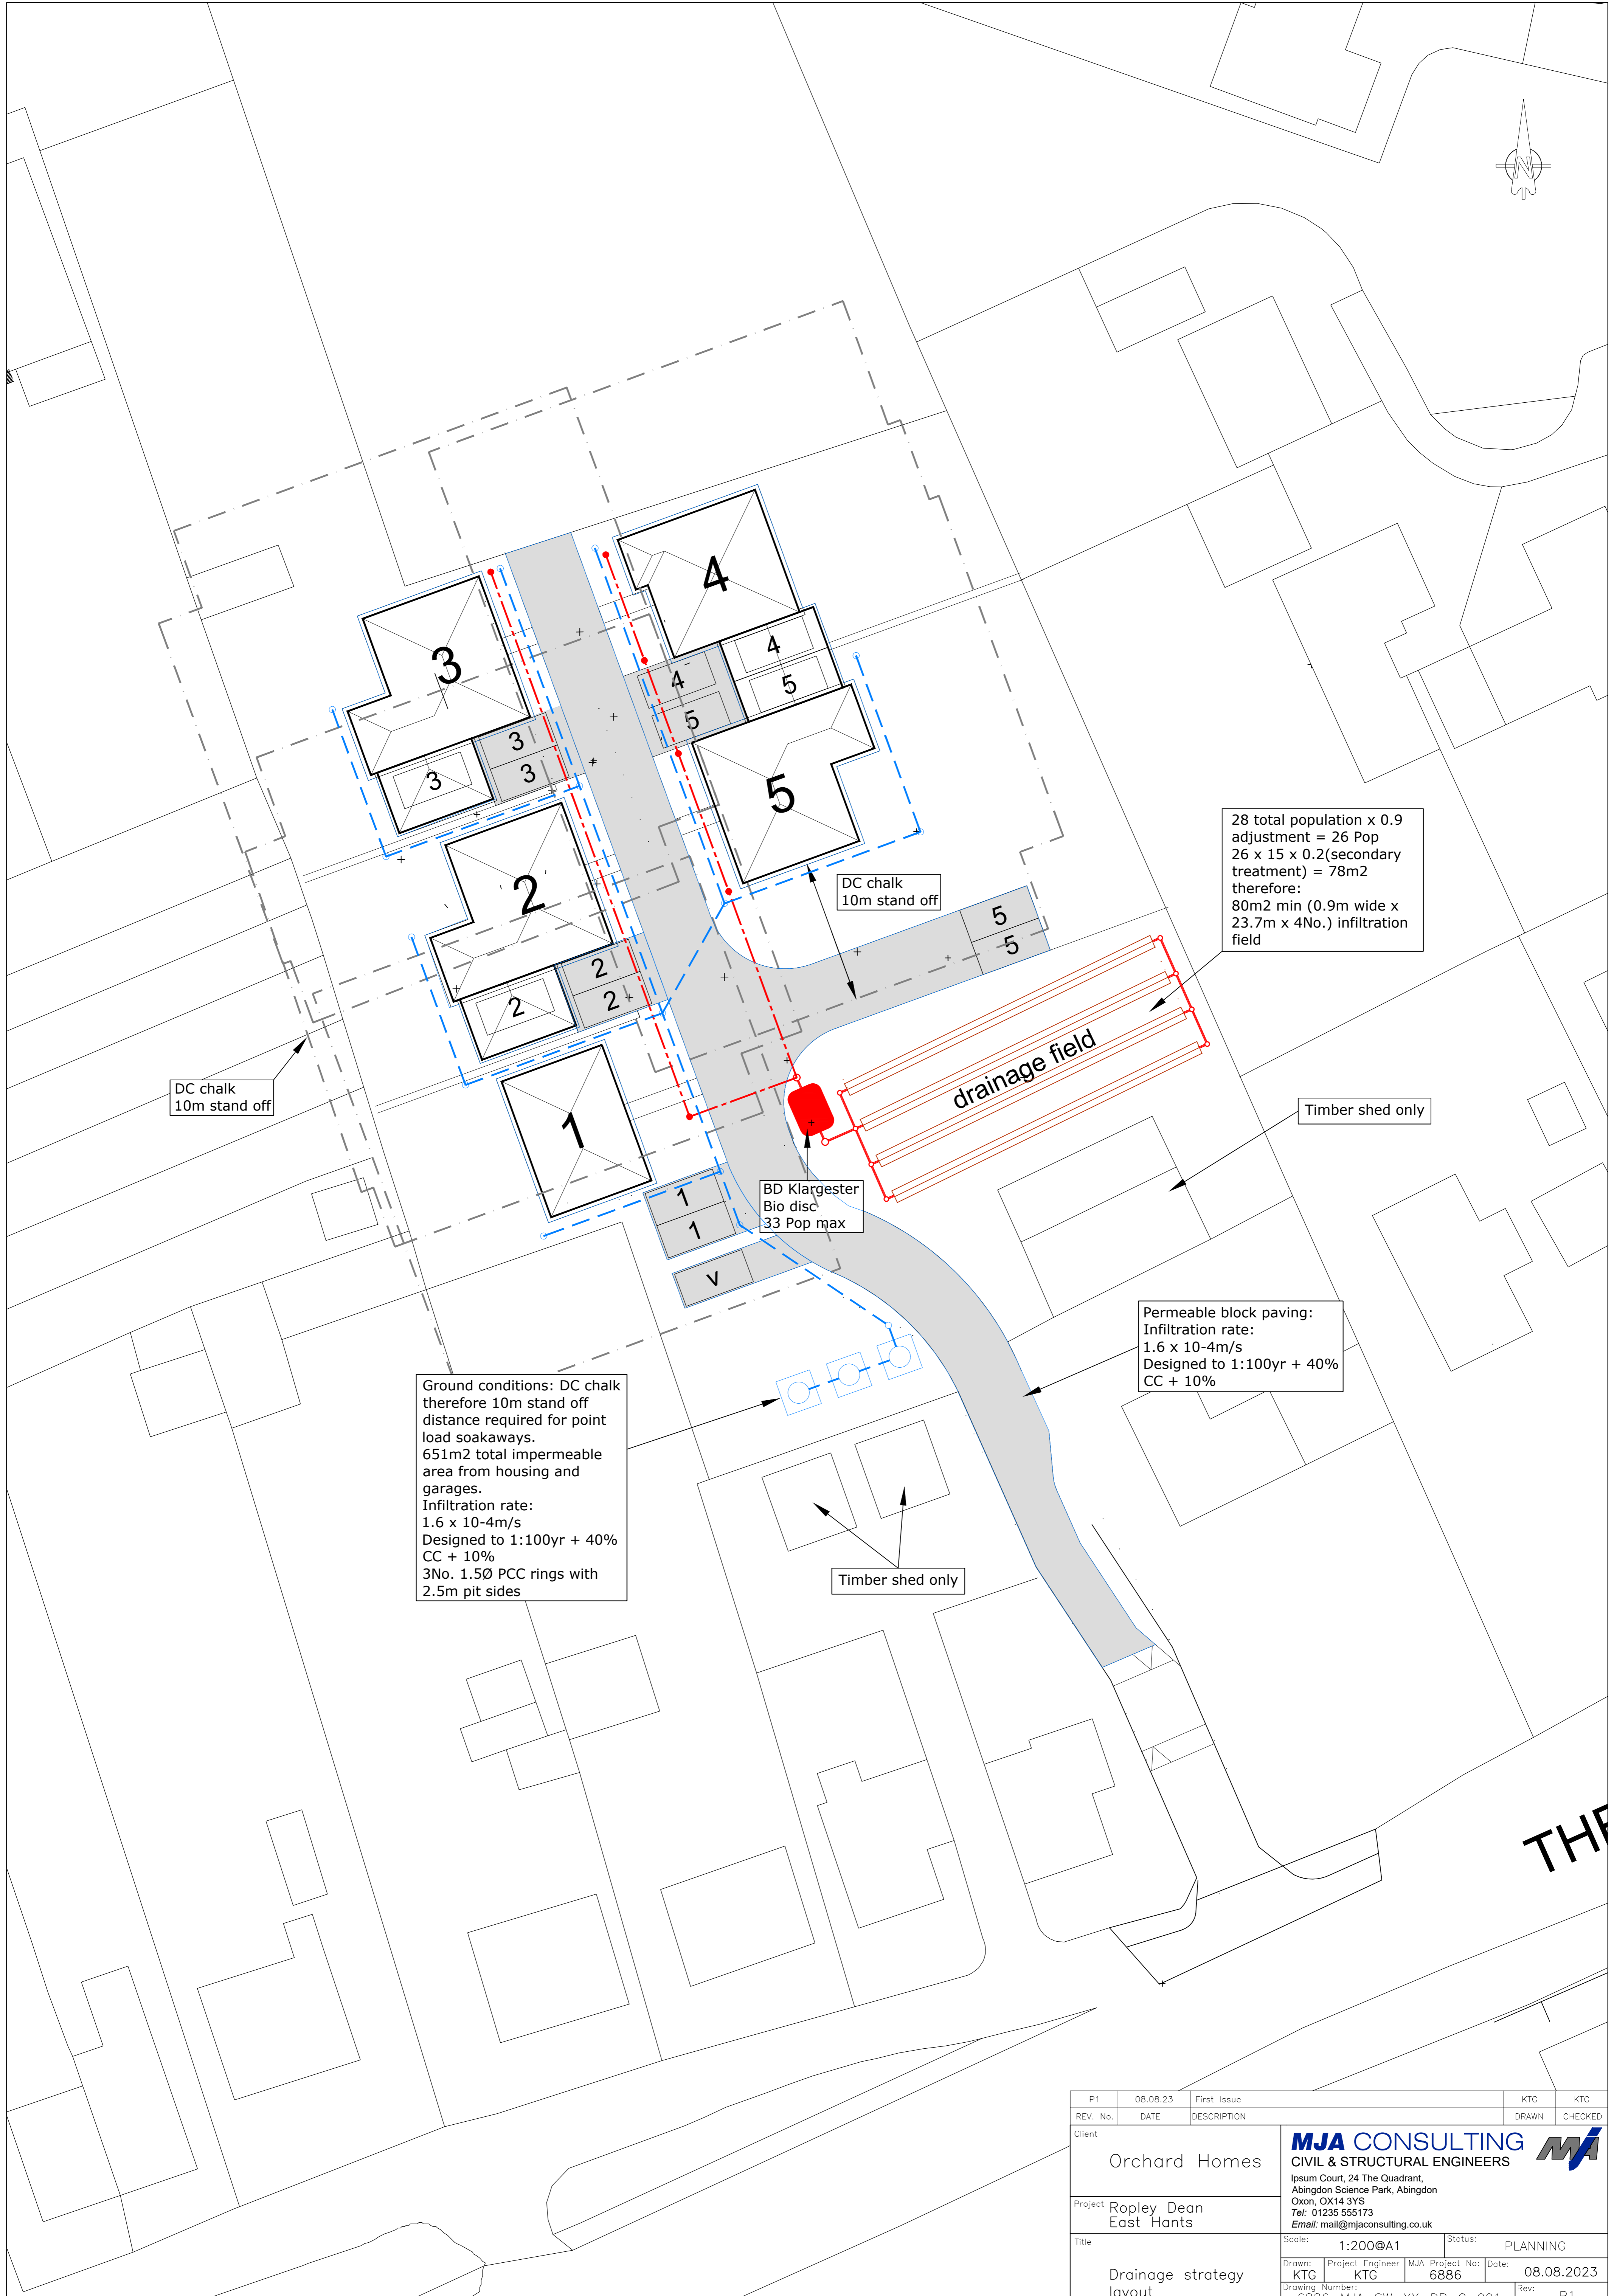 N
4
3
4
5
4
5
3
3
3
5
2
2
2
2
5
5
1
1
1
v
28 total population x 0.9
adjustment = 26 Pop
26 x 15 x 0.2(secondary
treatment) = 78m2
therefore:
80m2 min (0.9m wide x
23.7m x 4No.) infiltration
field
DC chalk
10m stand off
drainage field
DC chalk
10m stand off
Timber shed only
BD Klargester
Bio disc
33 Pop max
Permeable block paving:
Infiltration rate:
1.6 x 10-4m/s
Designed to 1:100yr + 40%
CC + 10%
Ground conditions: DC chalk
therefore 10m stand off
distance required for point
load soakaways.
651m2 total impermeable
area from housing and
garages.
Infiltration rate:
1.6 x 10-4m/s
Designed to 1:100yr + 40%
CC + 10%
3No. 1.5Ø PCC rings with
2.5m pit sides
Timber shed only
P1 08.08.23 First Issue KTG KTG
REV. No. DATE DESCRIPTION DRAWN CHECKED
Client
Orchard Homes
MJA CONSULTING
CIVIL & STRUCTURAL ENGINEERS
MJA
Ipsum Court, 24 The Quadrant,
Abingdon Science Park, Abingdon
Oxon, OX14 3YS
Tel: 01235 555173
Email: mail@mjaconsulting.co.uk
Project
Ropley Dean
East Hants
Title
Drainage strategy
layout
Scale: 1:200@A1
Status: PLANNING
Drawn: KTG
Project Engineer KTG
MJA Project No: 6886
Date: 08.08.2023
Drawing Number:
Rev: P1